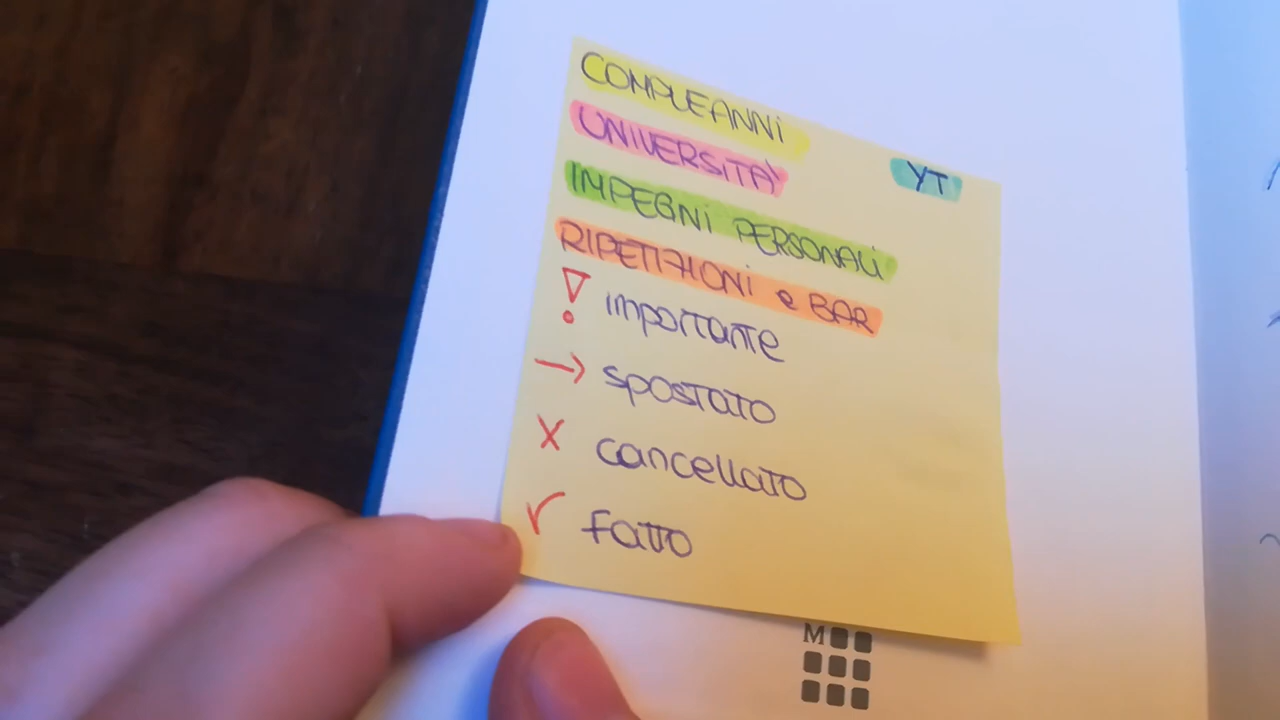 COMPLEANNi
UNiVERSiTÀ
YT
IMPEGNi PERSONALi
RIPETIZIONi e BAR
importante
→ spostato
x cancellato
✓ fatto
M